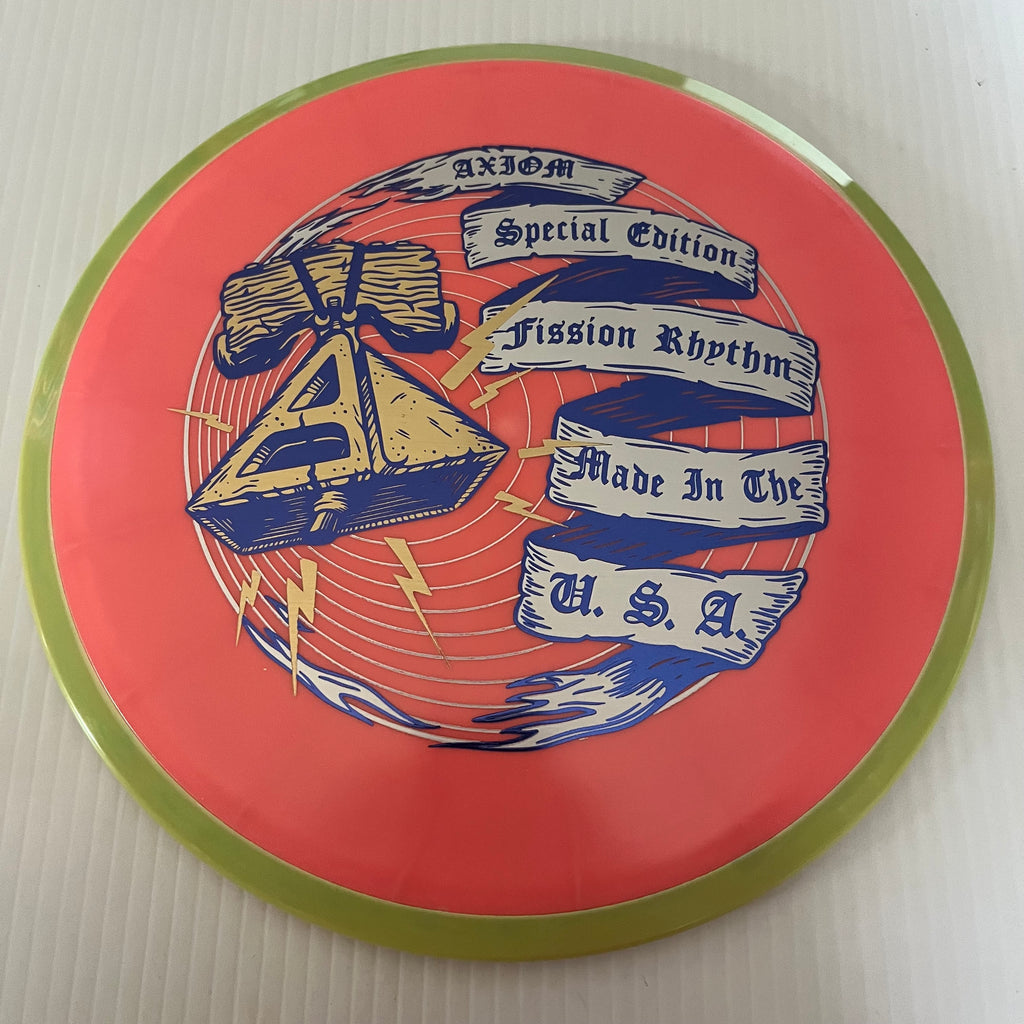 AXIOM
Special Edition
Fission Rhythm
Made In The
U. S. A.